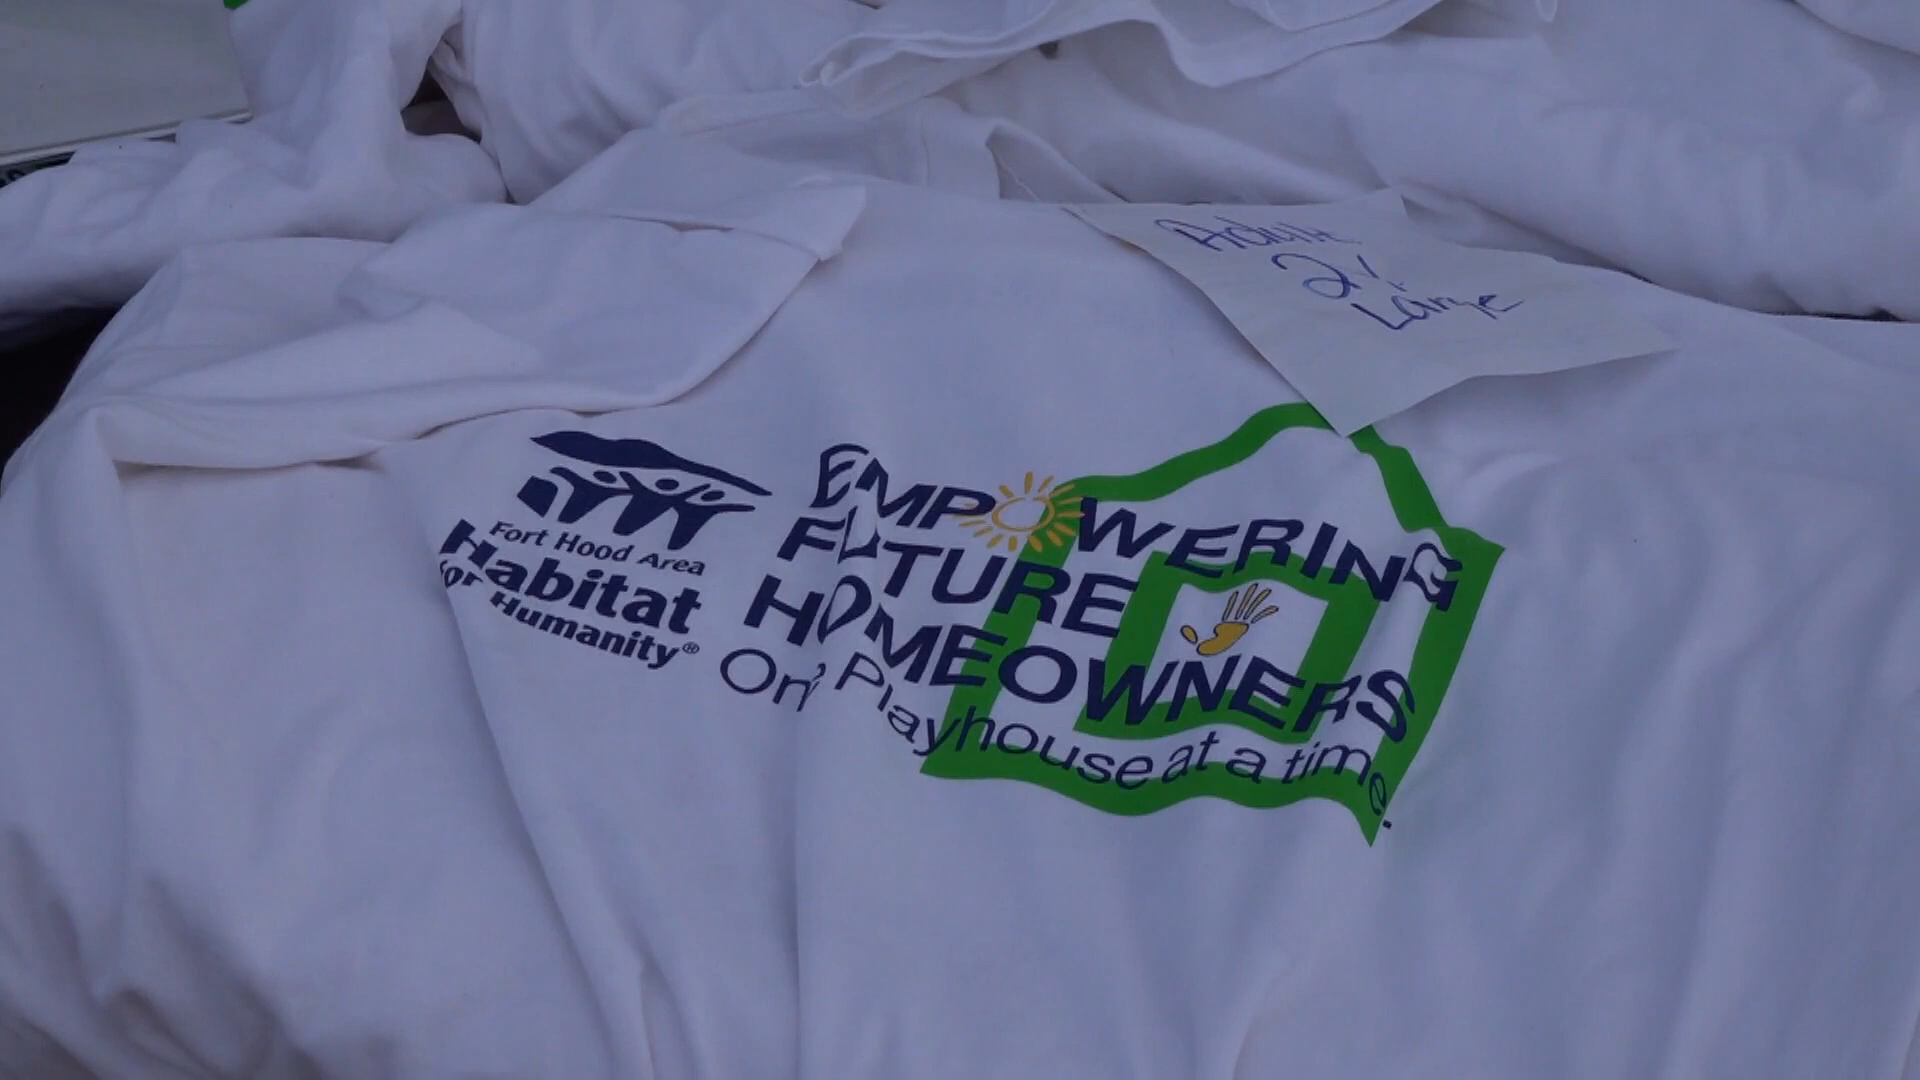 Adult
2X
Large
Fort Hood Area
Habitat
for Humanity®
EMPOWERING
FUTURE
HOMEOWNERS
One Playhouse at a time.